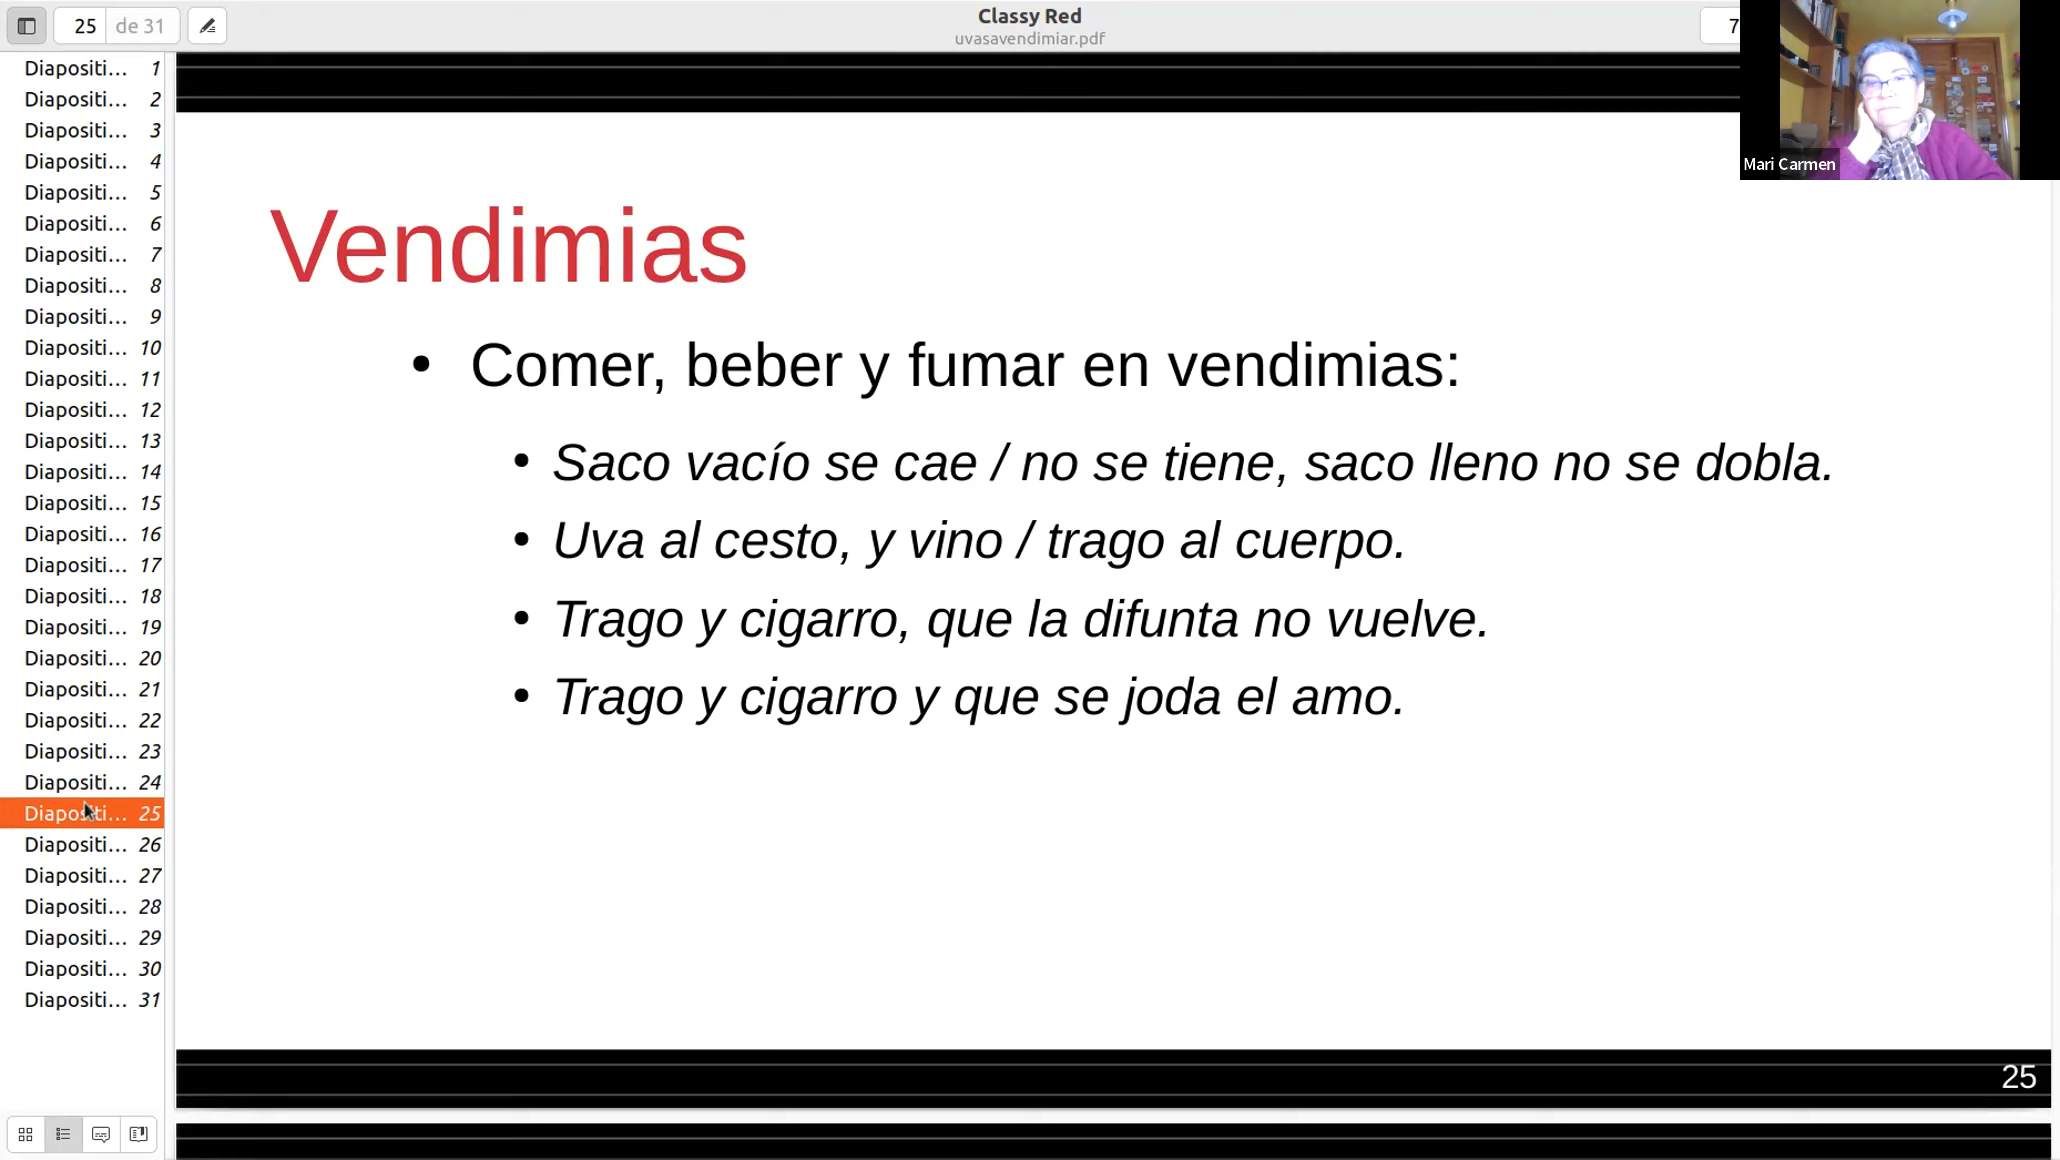 25 de 31
Classy Red
uvasavendimiar.pdf
7
Mari Carmen
Diapositi... 1
Diapositi... 2
Diapositi... 3
Diapositi... 4
Diapositi... 5
Diapositi... 6
Diapositi... 7
Diapositi... 8
Diapositi... 9
Diapositi... 10
Diapositi... 11
Diapositi... 12
Diapositi... 13
Diapositi... 14
Diapositi... 15
Diapositi... 16
Diapositi... 17
Diapositi... 18
Diapositi... 19
Diapositi... 20
Diapositi... 21
Diapositi... 22
Diapositi... 23
Diapositi... 24
Diapositi... 25
Diapositi... 26
Diapositi... 27
Diapositi... 28
Diapositi... 29
Diapositi... 30
Diapositi... 31
Vendimias
• Comer, beber y fumar en vendimias:
• Saco vacío se cae / no se tiene, saco lleno no se dobla.
• Uva al cesto, y vino / trago al cuerpo.
• Trago y cigarro, que la difunta no vuelve.
• Trago y cigarro y que se joda el amo.
25